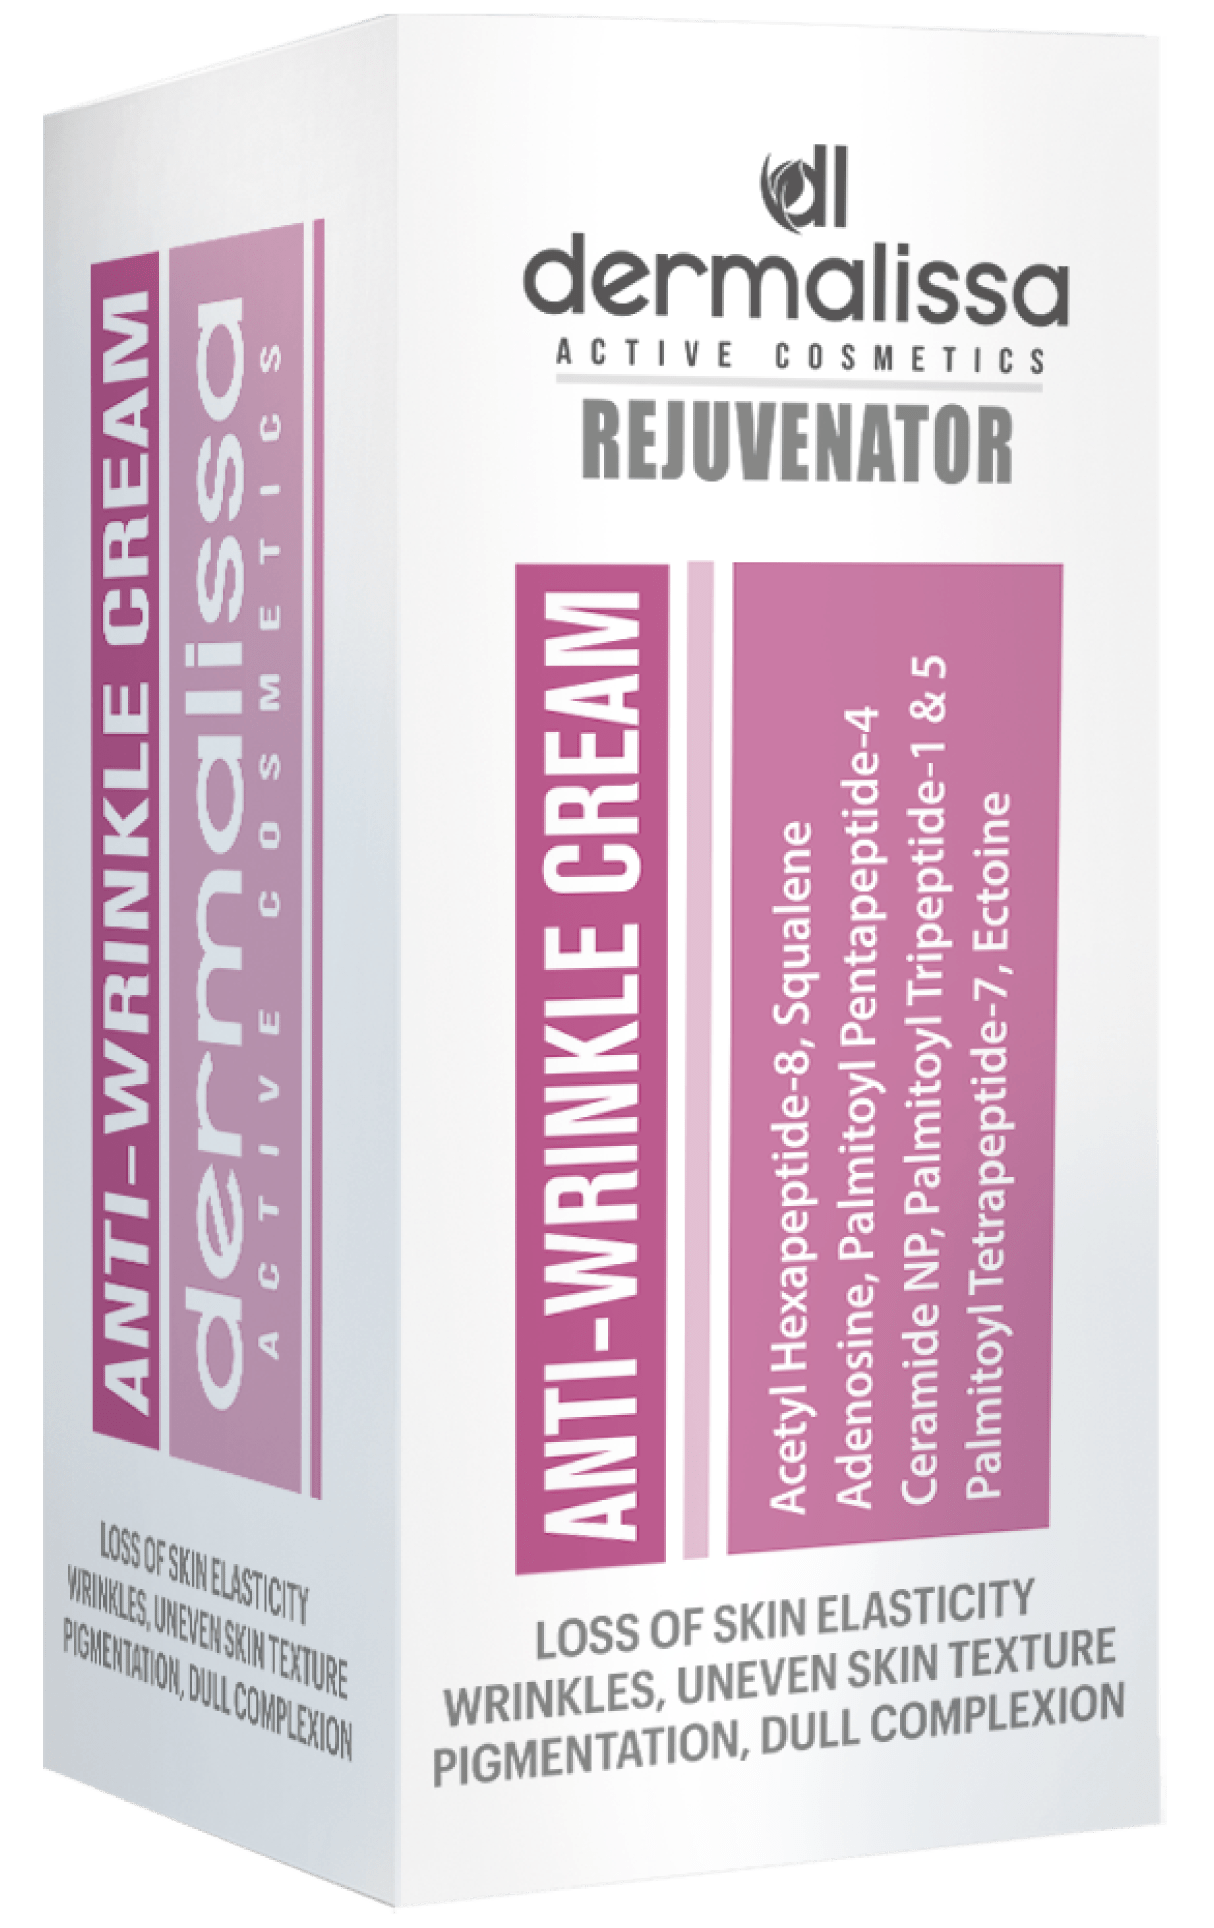 dl
dermalissa
ACTIVE COSMETICS
REJUVENATOR
ANTI-WRINKLE CREAM
Acetyl Hexapeptide-8, Squalene
Adenosine, Palmitoyl Pentapeptide-4
Ceramide NP, Palmitoyl Tripeptide-1 & 5
Palmitoyl Tetrapeptide-7, Ectoine
LOSS OF SKIN ELASTICITY
WRINKLES, UNEVEN SKIN TEXTURE
PIGMENTATION, DULL COMPLEXION
ANTI-WRINKLE CREAM
dermalissa
ACTIVE COSMETICS
LOSS OF SKIN ELASTICITY
WRINKLES, UNEVEN SKIN TEXTURE
PIGMENTATION, DULL COMPLEXION